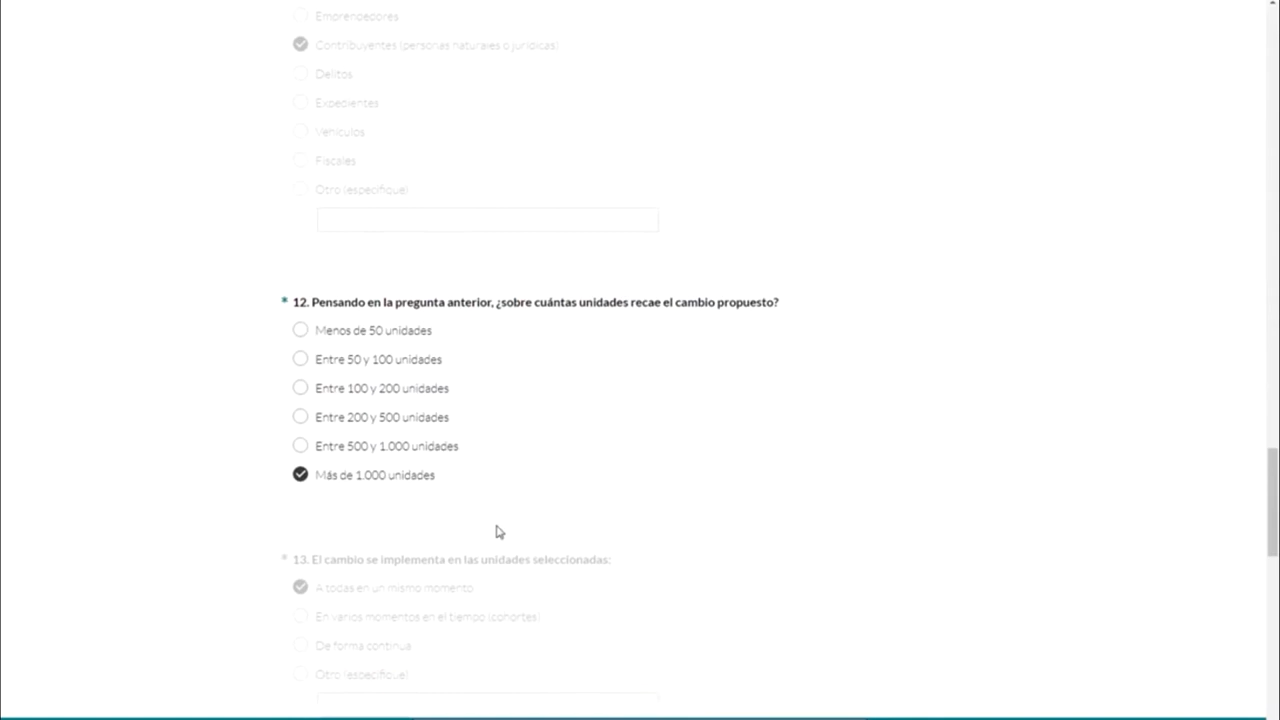 Emprendedores
Contribuyentes (personas naturales o jurídicas)
Delitos
Expedientes
Vehículos
Fiscales
Otro (especifique)
* 12. Pensando en la pregunta anterior, ¿sobre cuántas unidades recae el cambio propuesto?
Menos de 50 unidades
Entre 50 y 100 unidades
Entre 100 y 200 unidades
Entre 200 y 500 unidades
Entre 500 y 1.000 unidades
Más de 1.000 unidades
* 13. El cambio se implementa en las unidades seleccionadas:
A todas en un mismo momento
En varios momentos en el tiempo (cohortes)
De forma continua
Otro (especifique)